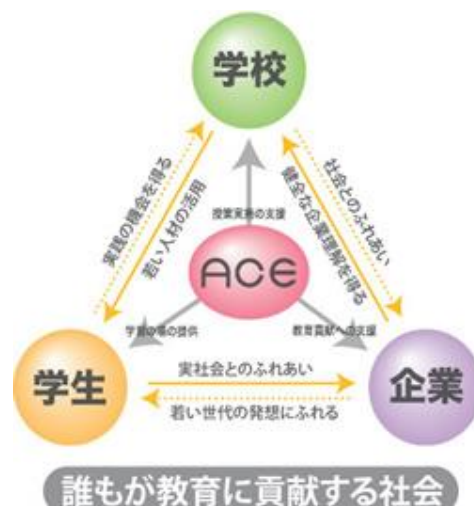 学校
実践の機会を得る
若い人材の活用
社会とのふれあい
健全な企業理解を得る
授業実施の支援
ACE
学習の場の提供
教育貢献への支援
学生
実社会とのふれあい
若い世代の発想にふれる
企業
誰もが教育に貢献する社会